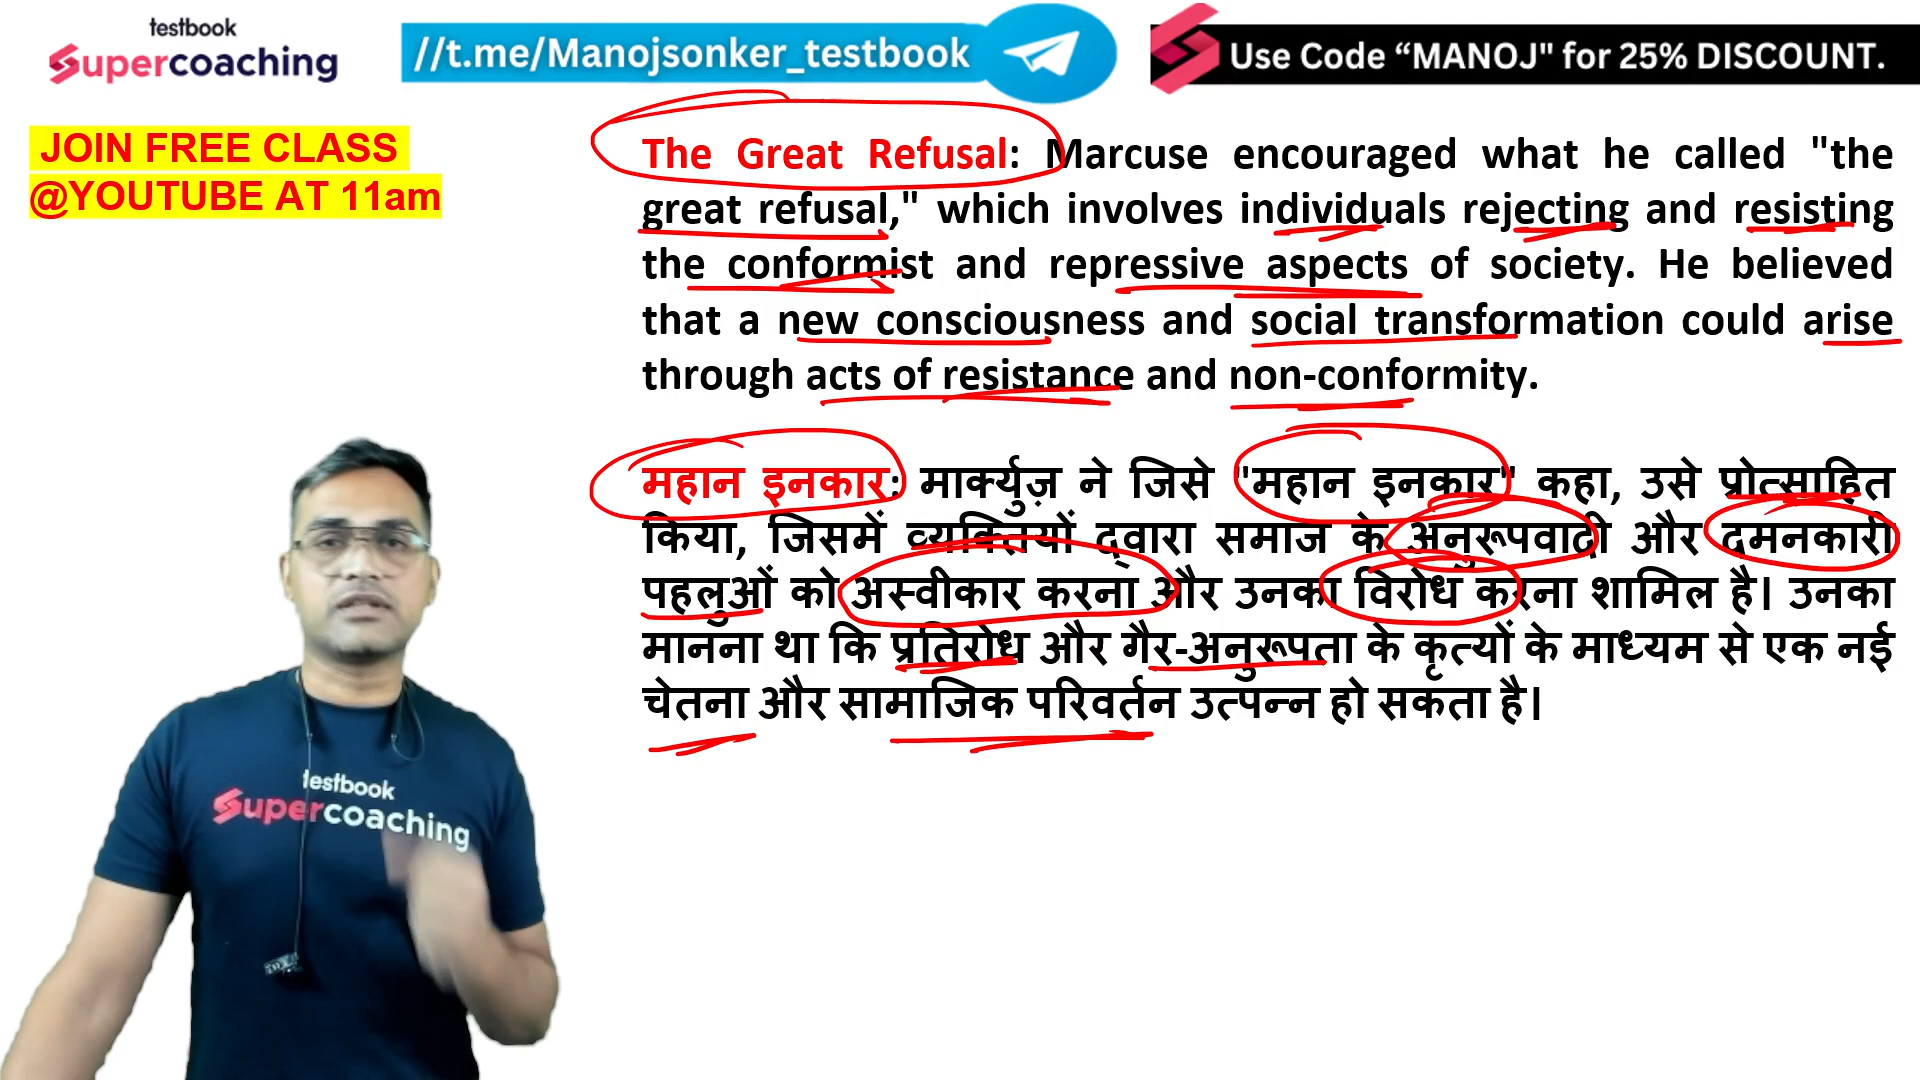 testbook
Supercoaching
//t.me/Manojsonker_testbook
Use Code “MANOJ" for 25% DISCOUNT.
JOIN FREE CLASS
@YOUTUBE AT 11am
The Great Refusal: Marcuse encouraged what he called "the
great refusal," which involves individuals rejecting and resisting
the conformist and repressive aspects of society. He believed
that a new consciousness and social transformation could arise
through acts of resistance and non-conformity.
महान इनकार: मार्क्युज़ ने जिसे "महान इनकार" कहा, उसे प्रोत्साहित
किया, जिसमें व्यक्तियों द्वारा समाज के अनुरूपवादी और दमनकारी
पहलुओं को अस्वीकार करना और उनका विरोध करना शामिल है। उनका
मानना था कि प्रतिरोध और गैर-अनुरूपता के कृत्यों के माध्यम से एक नई
चेतना और सामाजिक परिवर्तन उत्पन्न हो सकता है।
testbook
Supercoaching